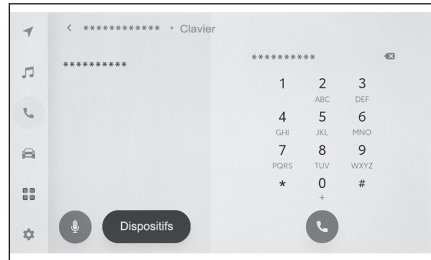 < ************ • Clavier
**********
**********
1 2 3
ABC DEF
4 5 6
GHI JKL MNO
7 8 9
PQRS TUV WXYZ
* 0 #
+
Dispositifs